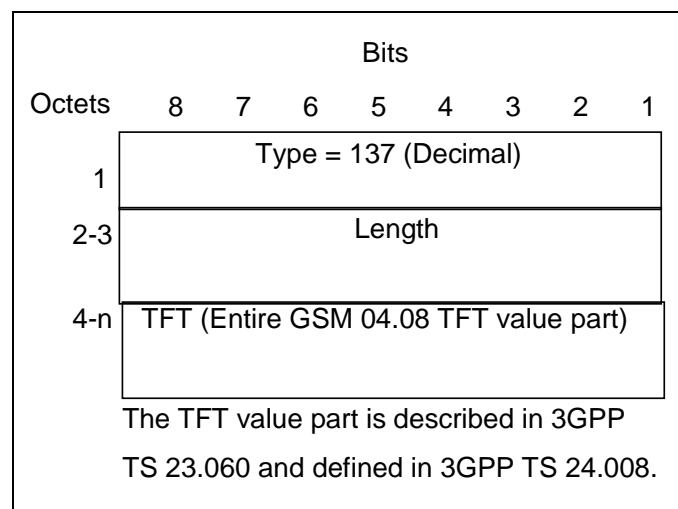 Bits
Octets 8 7 6 5 4 3 2 1
1 Type = 137 (Decimal)
2-3 Length
4-n TFT (Entire GSM 04.08 TFT value part)
The TFT value part is described in 3GPP
TS 23.060 and defined in 3GPP TS 24.008.